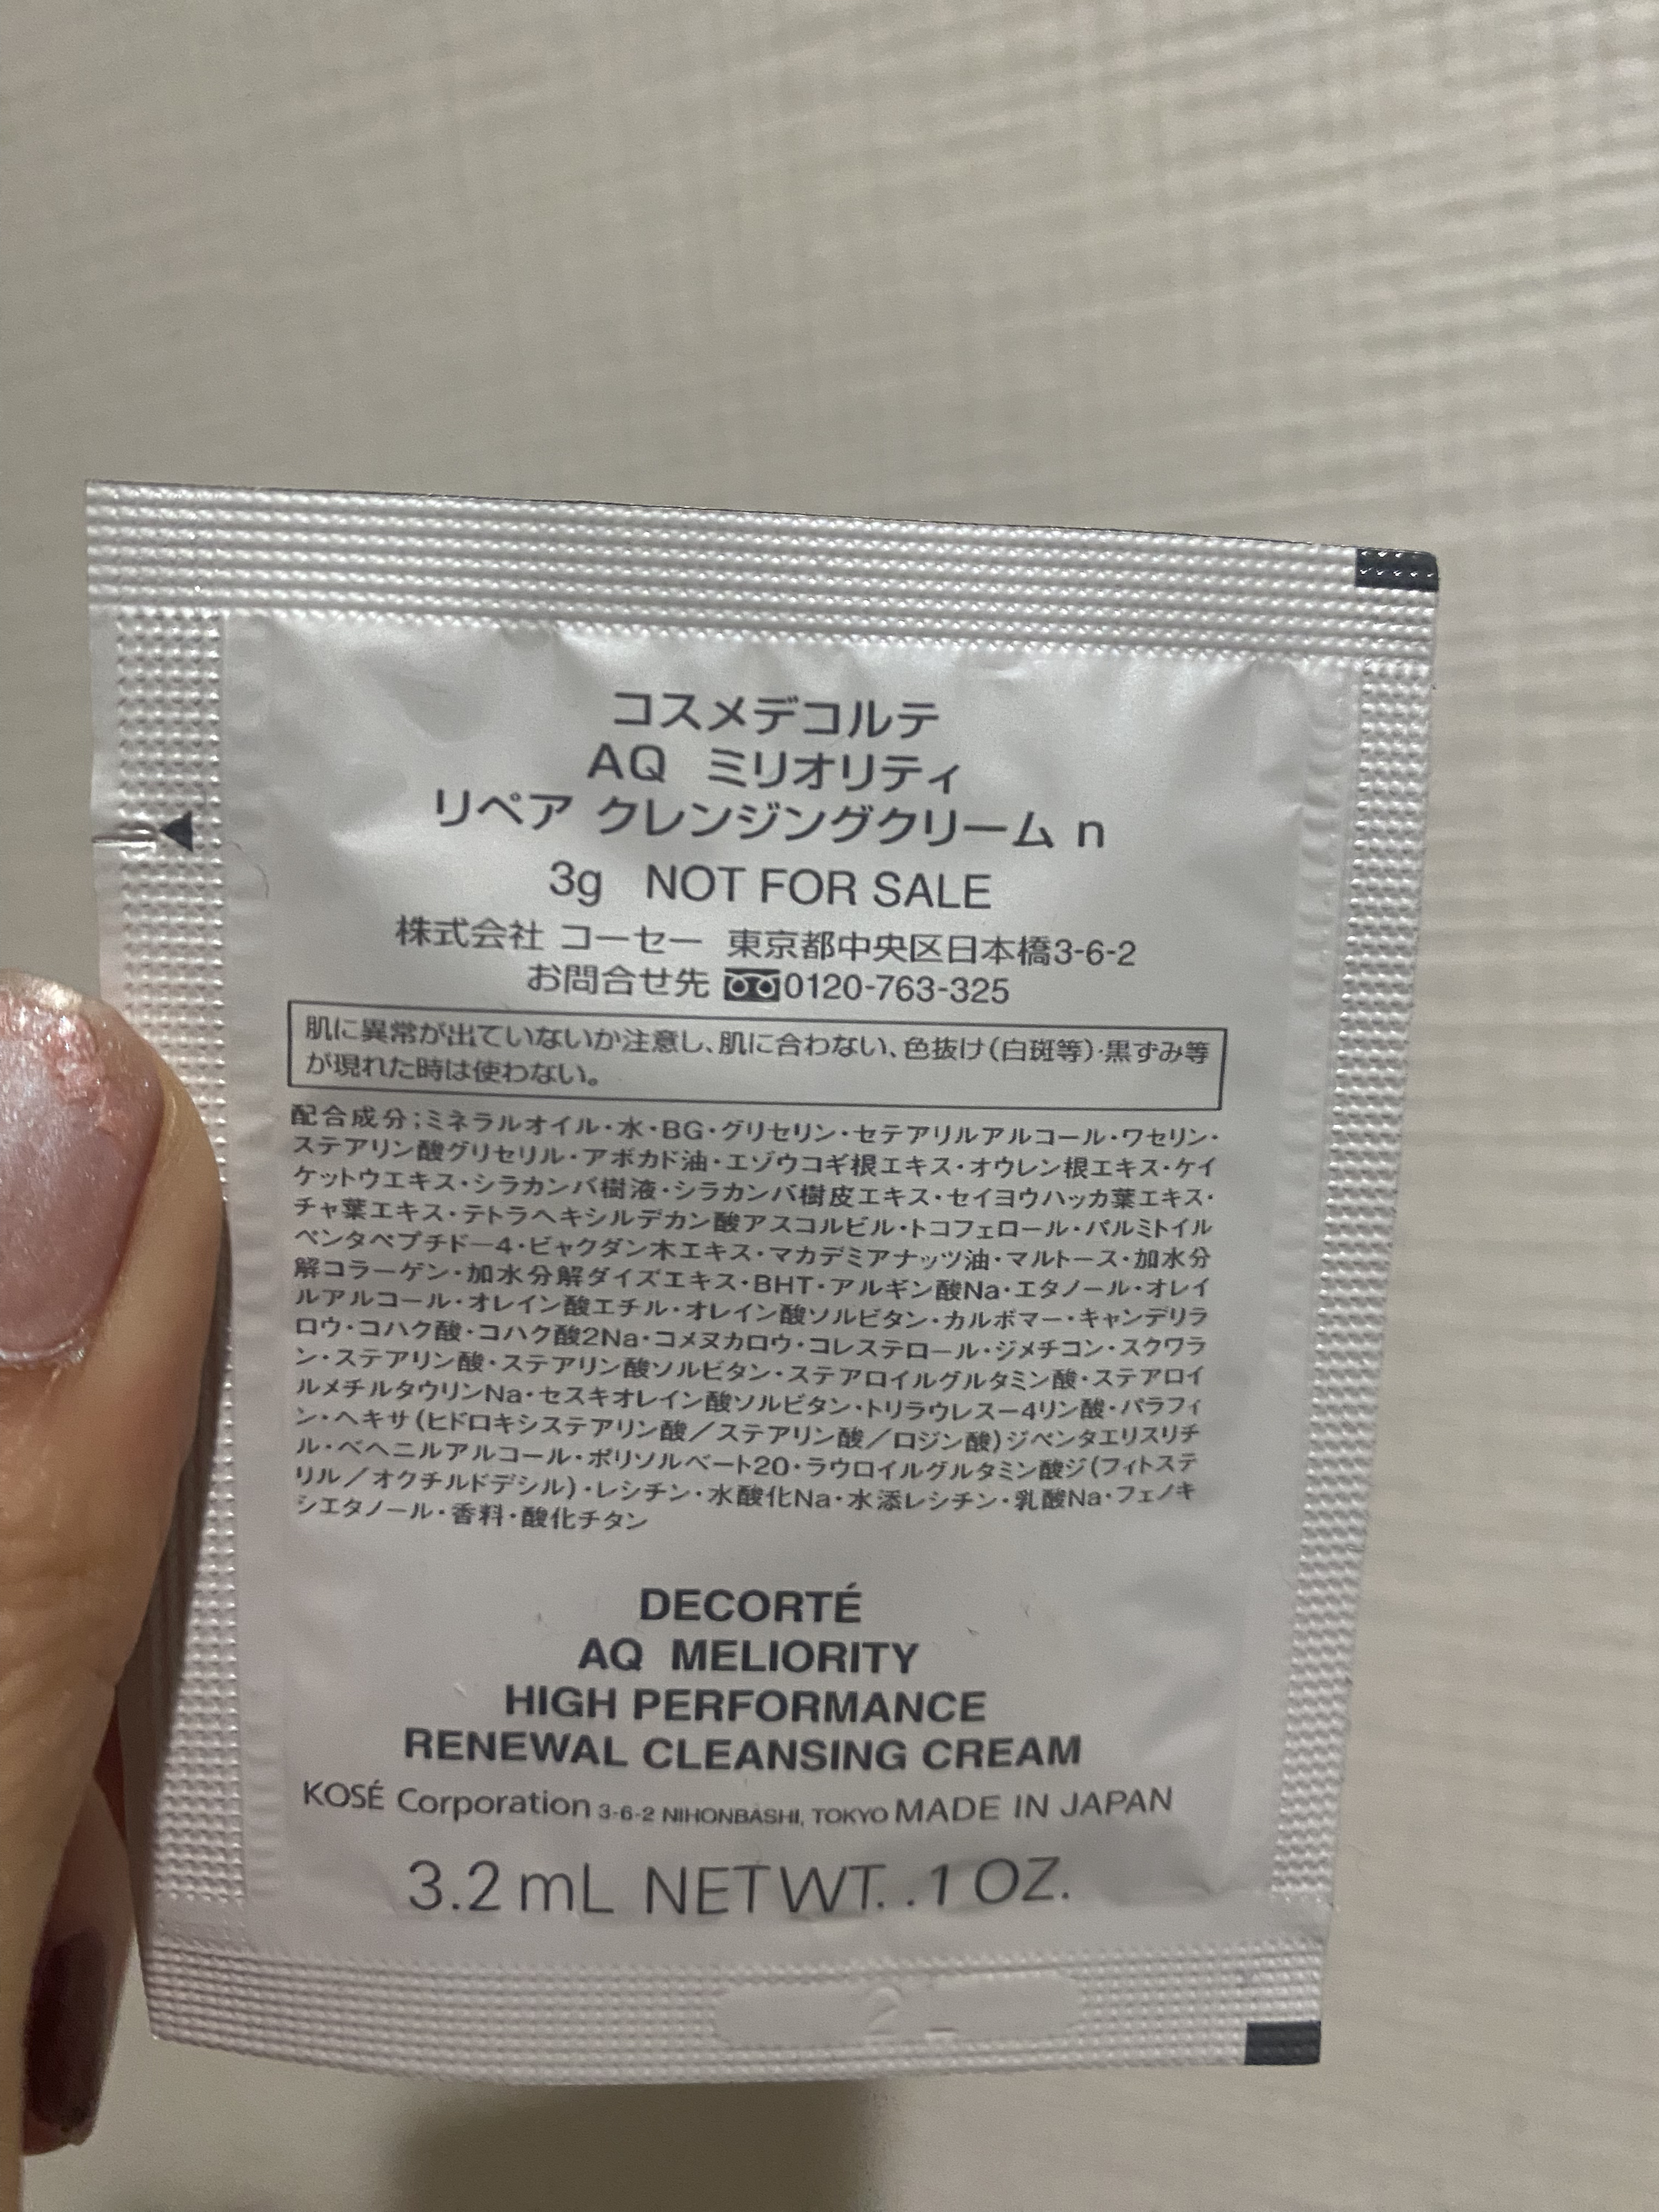 コスメデコルテ
AQ ミリオリティ
リペア クレンジングクリーム n
3g NOT FOR SALE
株式会社 コーセー 東京都中央区日本橋3-6-2
お問合せ先 0120-763-325
肌に異常が出ていないか注意し、肌に合わない、色抜け(白斑等)・黒ずみ等
が現れた時は使わない。
配合成分;ミネラルオイル・水・BG・グリセリン・セテアリルアルコール・ワセリン・
ステアリン酸グリセリル・アボカド油・エゾウコギ根エキス・オウレン根エキス・ケイ
ケットウエキス・シラカンバ樹液・シラカンバ樹皮エキス・セイヨウハッカ葉エキス・
チャ葉エキス・テトラヘキシルデカン酸アスコルビル・トコフェロール・パルミトイル
ペンタペプチド−4・ビャクダン木エキス・マカデミアナッツ油・マルトース・加水分
解コラーゲン・加水分解ダイズエキス・BHT・アルギン酸Na・エタノール・オレイ
ルアルコール・オレイン酸エチル・オレイン酸ソルビタン・カルボマー・キャンデリラ
ロウ・コハク酸・コハク酸2Na・コメヌカロウ・コレステロール・ジメチコン・スクワラ
ン・ステアリン酸・ステアリン酸ソルビタン・ステアロイルグルタミン酸・ステアロイ
ルメチルタウリンNa・セスキオレイン酸ソルビタン・トリラウレス−4リン酸・パラフィ
ン・ヘキサ(ヒドロキシステアリン酸/ステアリン酸/ロジン酸)ジペンタエリスリチ
ル・ベヘニルアルコール・ポリソルベート20・ラウロイルグルタミン酸ジ(フィトステ
リル/オクチルドデシル)・レシチン・水酸化Na・水添レシチン・乳酸Na・フェノキ
シエタノール・香料・酸化チタン
DECORTÉ
AQ MELIORITY
HIGH PERFORMANCE
RENEWAL CLEANSING CREAM
KOSÉ Corporation 3-6-2 NIHONBASHI, TOKYO MADE IN JAPAN
3.2 mL NET WT. .1 OZ.